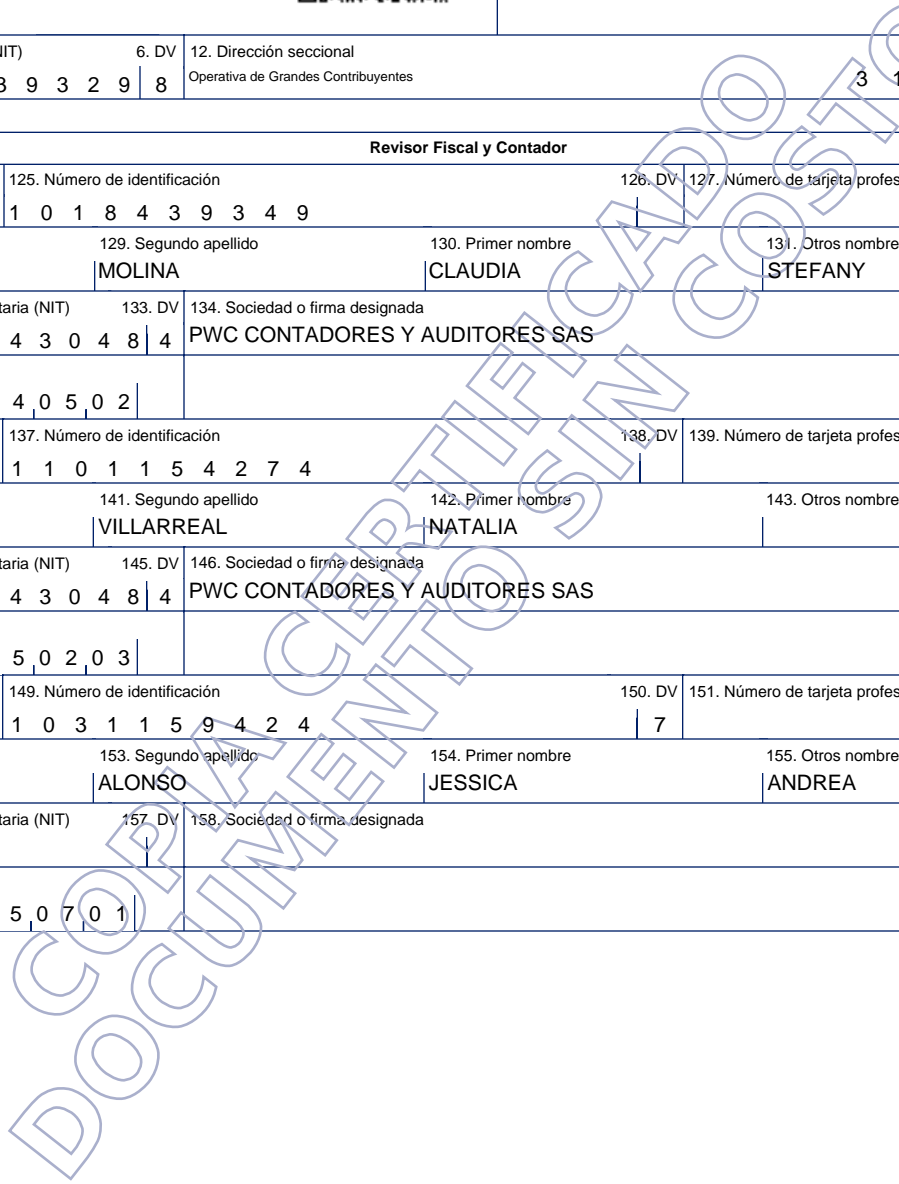 NIT) 6. DV 12. Dirección seccional
3 9 3 2 9 8 Operativa de Grandes Contribuyentes 3 1
Revisor Fiscal y Contador
125. Número de identificación 126. DV 127. Número de tarjeta profes
1 0 1 8 4 3 9 3 4 9
129. Segundo apellido 130. Primer nombre 131. Otros nombre
MOLINA CLAUDIA STEFANY
taria (NIT) 133. DV 134. Sociedad o firma designada
4 3 0 4 8 4 PWC CONTADORES Y AUDITORES SAS
4 0 5 0 2
137. Número de identificación 138. DV 139. Número de tarjeta profes
1 1 0 1 1 5 4 2 7 4
141. Segundo apellido 142. Primer nombre 143. Otros nombre
VILLARREAL NATALIA
taria (NIT) 145. DV 146. Sociedad o firma designada
4 3 0 4 8 4 PWC CONTADORES Y AUDITORES SAS
5 0 2 0 3
149. Número de identificación 150. DV 151. Número de tarjeta profes
1 0 3 1 1 5 9 4 2 4 7
153. Segundo apellido 154. Primer nombre 155. Otros nombre
ALONSO JESSICA ANDREA
taria (NIT) 157. DV 158. Sociedad o firma designada
5 0 7 0 1
COPIA CERTIFICADO
DOCUMENTO SIN COSTO